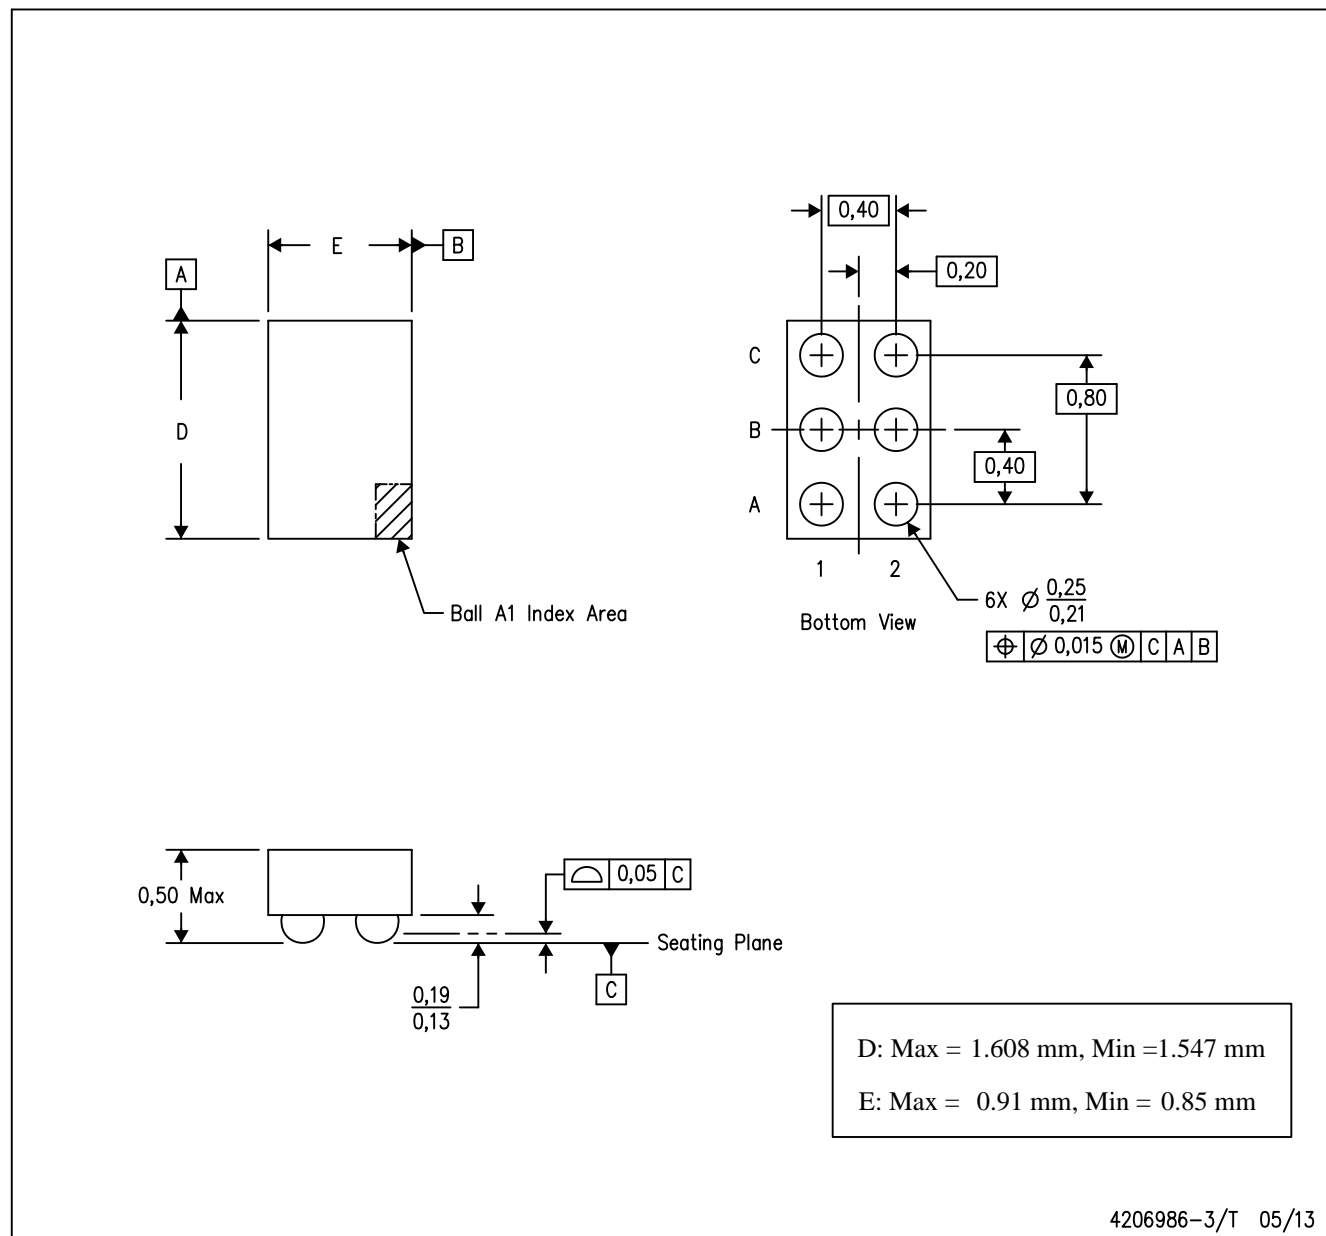 0,40
E
B
0,20
A
C
0,80
D
B
0,40
A
1 2
6X Ø 0,25
0,21
Ball A1 Index Area
Bottom View
⌖ Ø 0,015 Ⓜ C A B
0,50 Max
⌓ 0,05 C
Seating Plane
C
0,19
0,13
D: Max = 1.608 mm, Min =1.547 mm
E: Max = 0.91 mm, Min = 0.85 mm
4206986-3/T 05/13